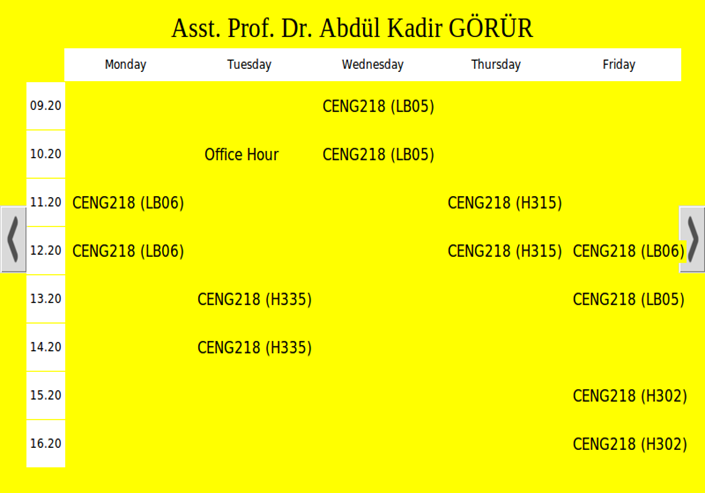 Asst. Prof. Dr. Abdül Kadir GÖRÜR
Monday Tuesday Wednesday Thursday Friday
09.20 CENG218 (LB05)
10.20 Office Hour CENG218 (LB05)
11.20 CENG218 (LB06) CENG218 (H315)
12.20 CENG218 (LB06) CENG218 (H315) CENG218 (LB06)
13.20 CENG218 (H335) CENG218 (LB05)
14.20 CENG218 (H335)
15.20 CENG218 (H302)
16.20 CENG218 (H302)